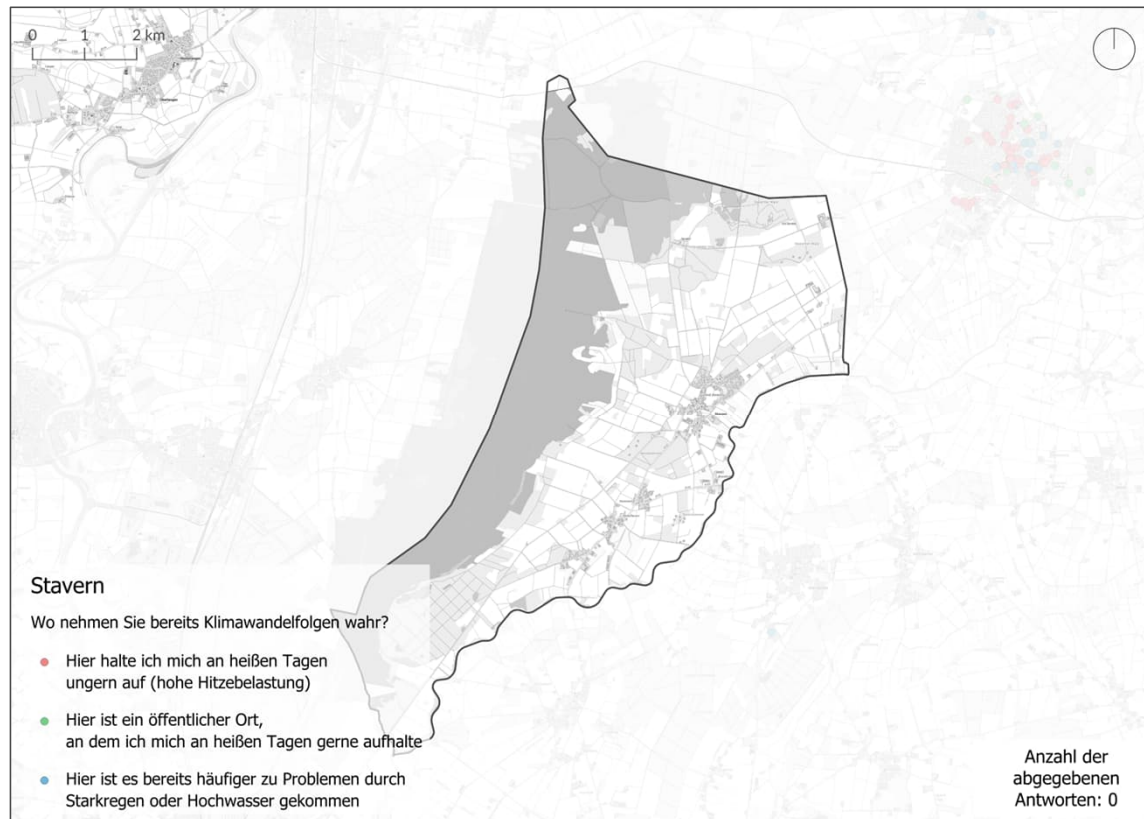 0 1 2 km
Stavern
Wo nehmen Sie bereits Klimawandelfolgen wahr?
Hier halte ich mich an heißen Tagen
ungern auf (hohe Hitzebelastung)
Hier ist ein öffentlicher Ort,
an dem ich mich an heißen Tagen gerne aufhalte
Hier ist es bereits häufiger zu Problemen durch
Starkregen oder Hochwasser gekommen
Anzahl der
abgegebenen
Antworten: 0